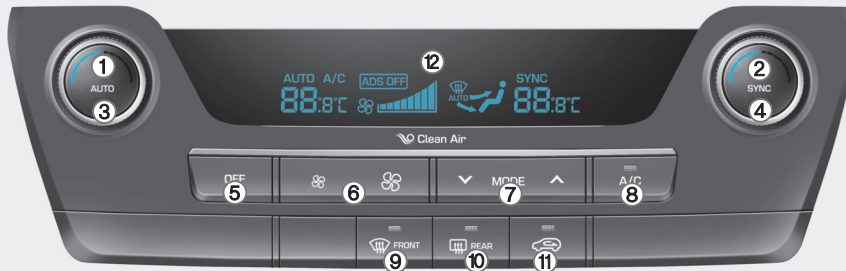 ① AUTO ③
AUTO A/C ADS OFF ⑫ SYNC
88:8°C AUTO 88:8°C
② SYNC ④
Clean Air
OFF ⑤
⑥
MODE ⑦
A/C ⑧
FRONT ⑨
REAR ⑩
⑪